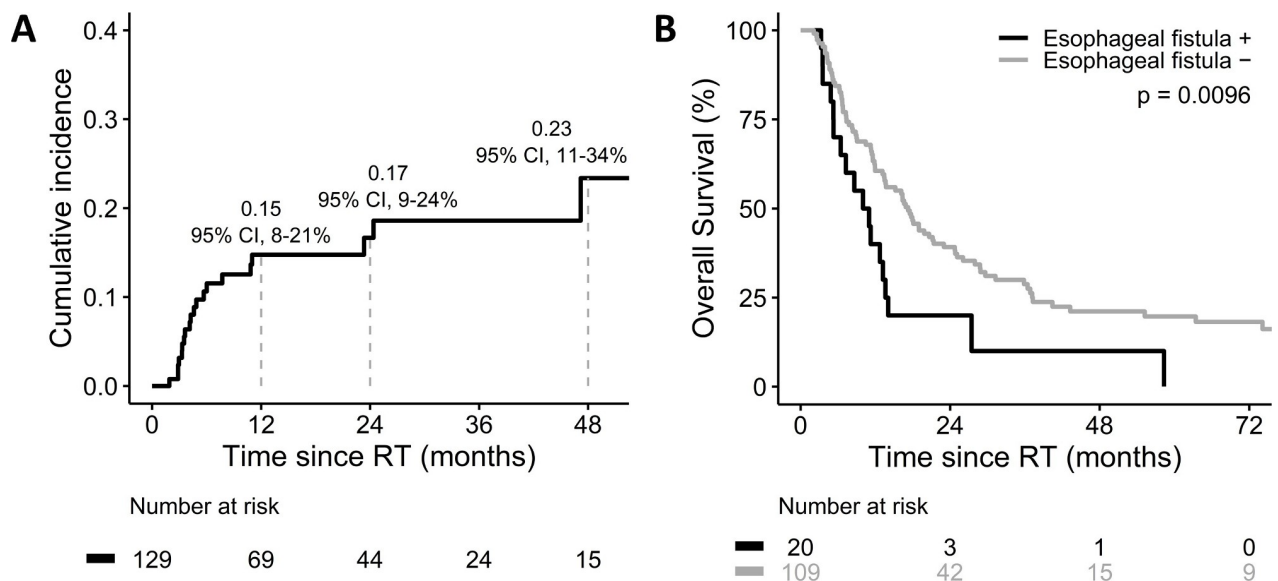 A
Cumulative incidence
0.4
0.3
0.2
0.1
0.0
0.15
95% CI, 8-21%
0.17
95% CI, 9-24%
0.23
95% CI, 11-34%
0 12 24 36 48
Time since RT (months)
Number at risk
129 69 44 24 15
B
Overall Survival (%)
100
75
50
25
0
Esophageal fistula +
Esophageal fistula −
p = 0.0096
0 24 48 72
Time since RT (months)
Number at risk
20 3 1 0
109 42 15 9